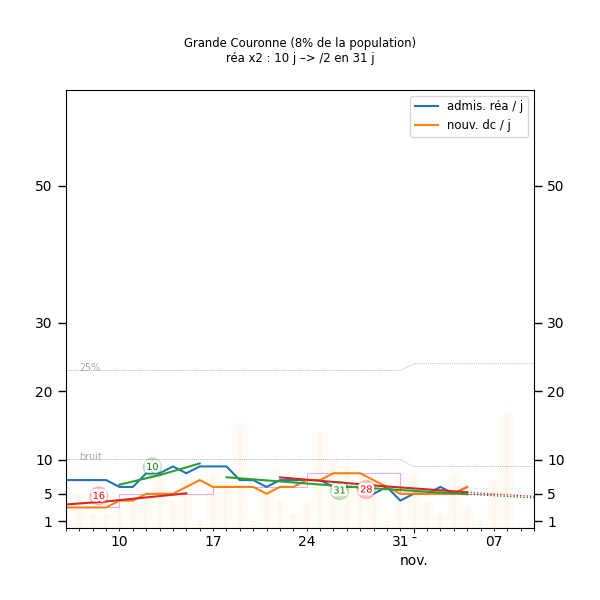 Grande Couronne (8% de la population)
réa x2 : 10 j –> /2 en 31 j
admis. réa / j
nouv. dc / j
50 50
30 30
25%
20 20
bruit
10 10
10
16 31 28
5 5
1 1
10 17 24 31 - 07
nov.